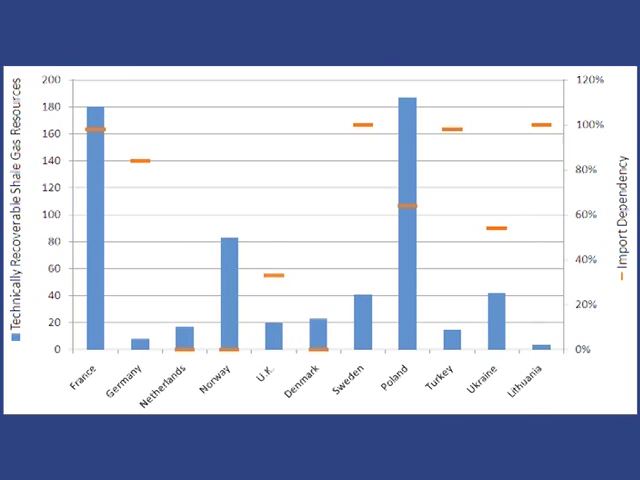 Technically Recoverable Shale Gas Resources
200
180
160
140
120
100
80
60
40
20
0
120%
100%
80%
60%
40%
20%
0%
Import Dependency
France
Germany
Netherlands
Norway
U.K.
Denmark
Sweden
Poland
Turkey
Ukraine
Lithuania